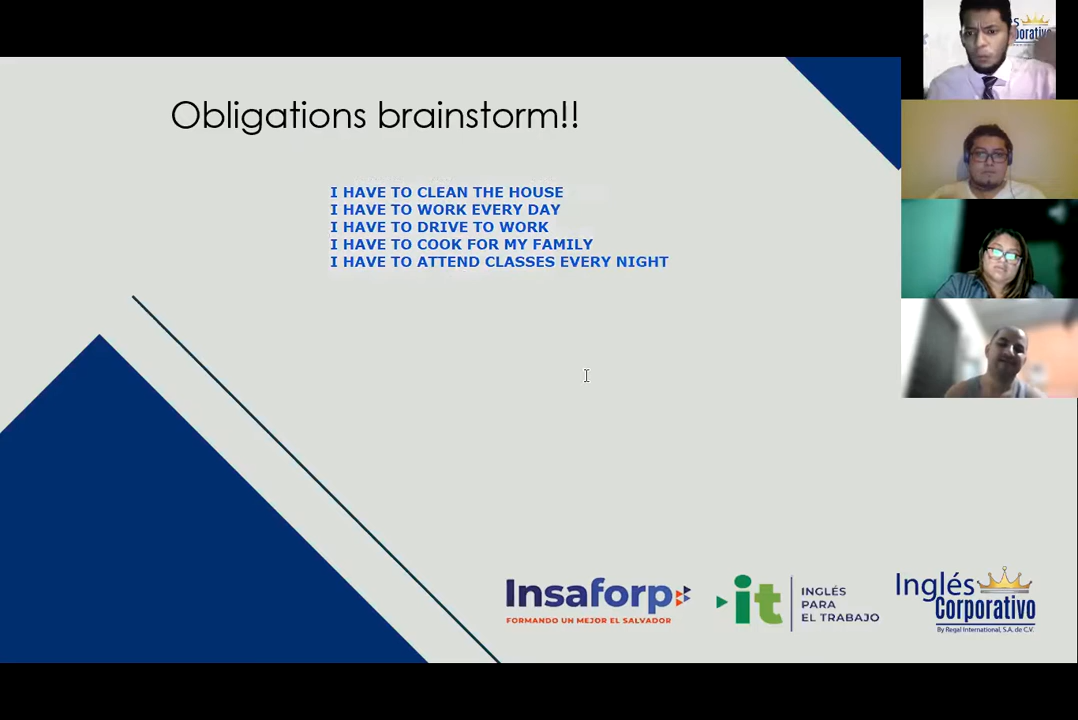 Obligations brainstorm!!
I HAVE TO CLEAN THE HOUSE
I HAVE TO WORK EVERY DAY
I HAVE TO DRIVE TO WORK
I HAVE TO COOK FOR MY FAMILY
I HAVE TO ATTEND CLASSES EVERY NIGHT
Insaforp
FORMANDO UN MEJOR EL SALVADOR
it
INGLÉS
PARA
EL TRABAJO
Inglés
Corporativo
By Regal International, S.A. de C.V.